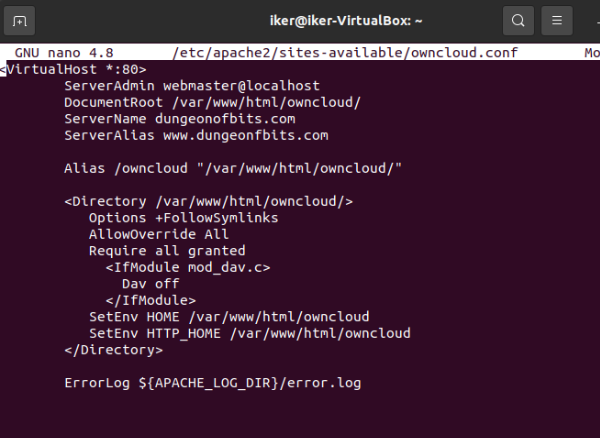 iker@iker-VirtualBox: ~
GNU nano 4.8 /etc/apache2/sites-available/owncloud.conf Mo
<VirtualHost *:80>
ServerAdmin webmaster@localhost
DocumentRoot /var/www/html/owncloud/
ServerName dungeonofbits.com
ServerAlias www.dungeofbits.com
Alias /owncloud "/var/www/html/owncloud/"
<Directory /var/www/html/owncloud/>
Options +FollowSymlinks
AllowOverride All
Require all granted
<IfModule mod_dav.c>
Dav off
</IfModule>
SetEnv HOME /var/www/html/owncloud
SetEnv HTTP_HOME /var/www/html/owncloud
</Directory>
ErrorLog ${APACHE_LOG_DIR}/error.log